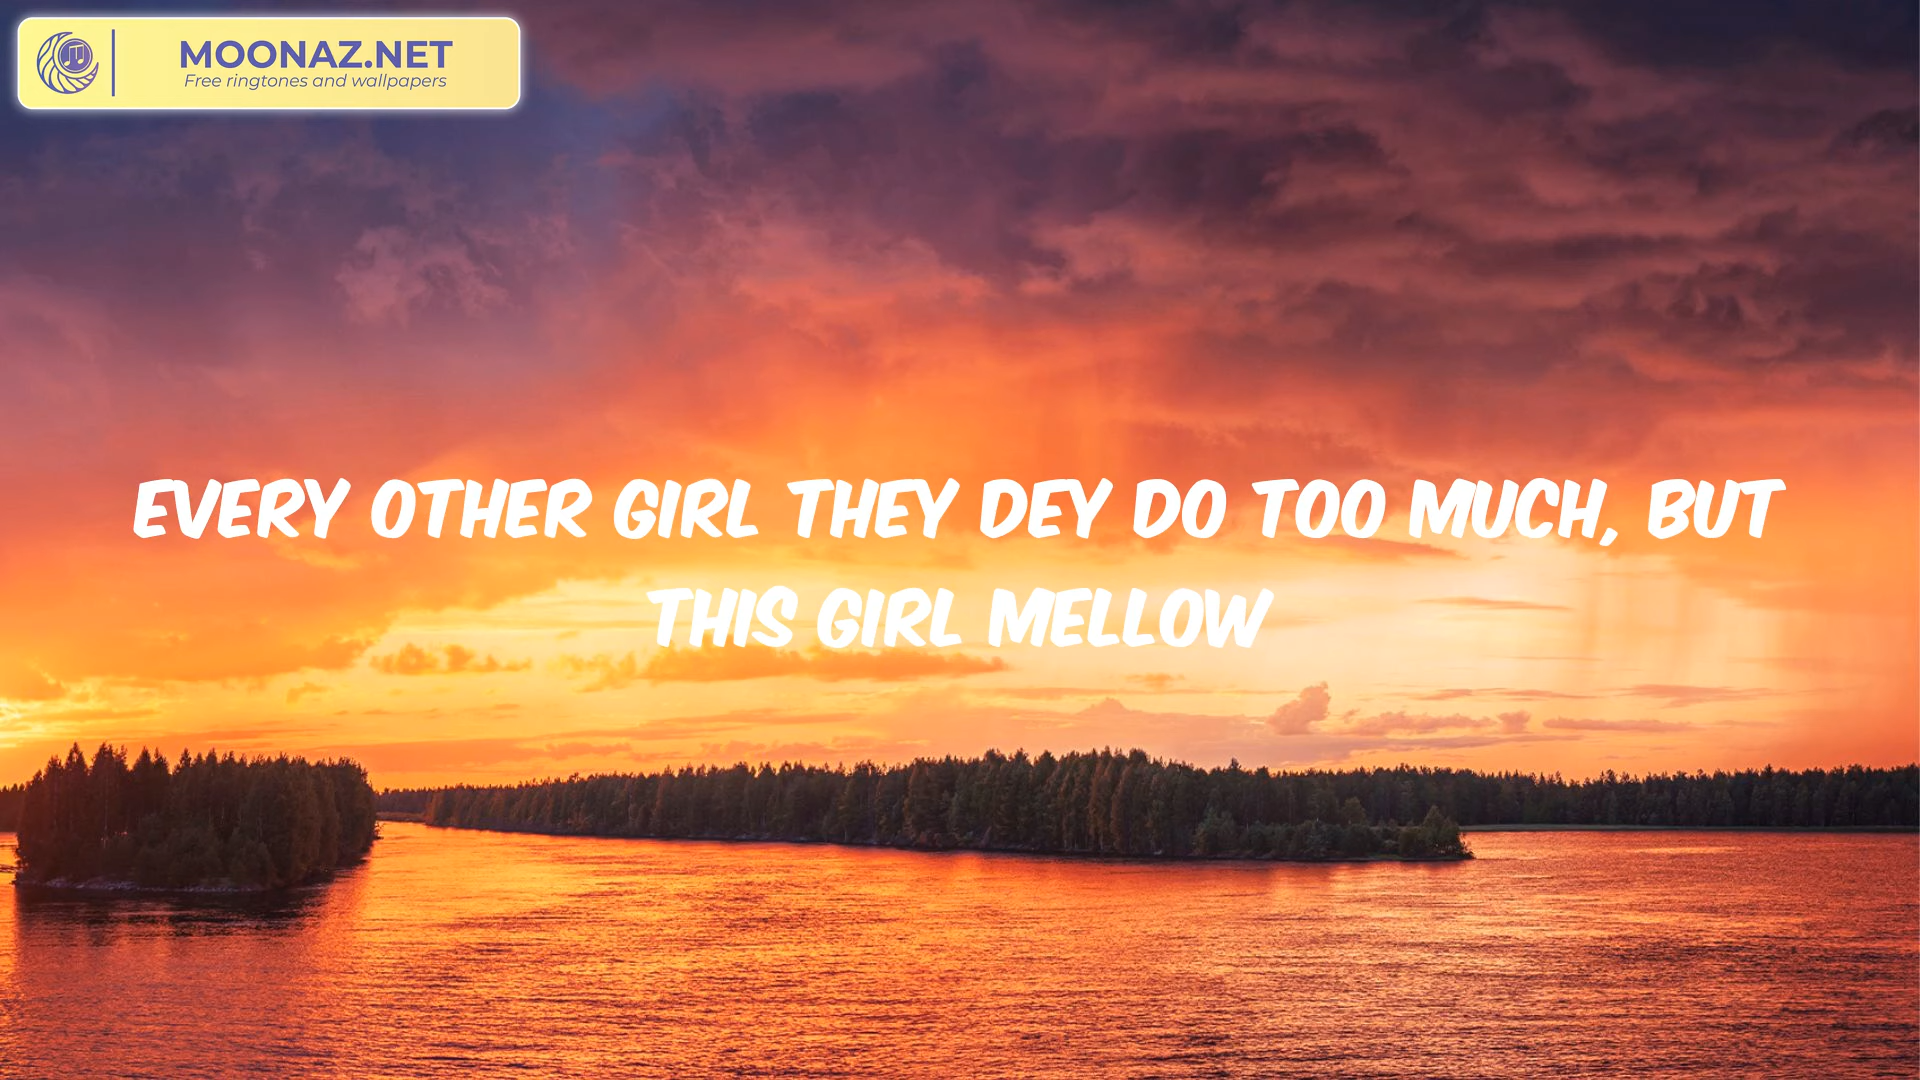 MOONAZ.NET
Free ringtones and wallpapers
EVERY OTHER GIRL THEY DEY DO TOO MUCH, BUT
THIS GIRL MELLOW